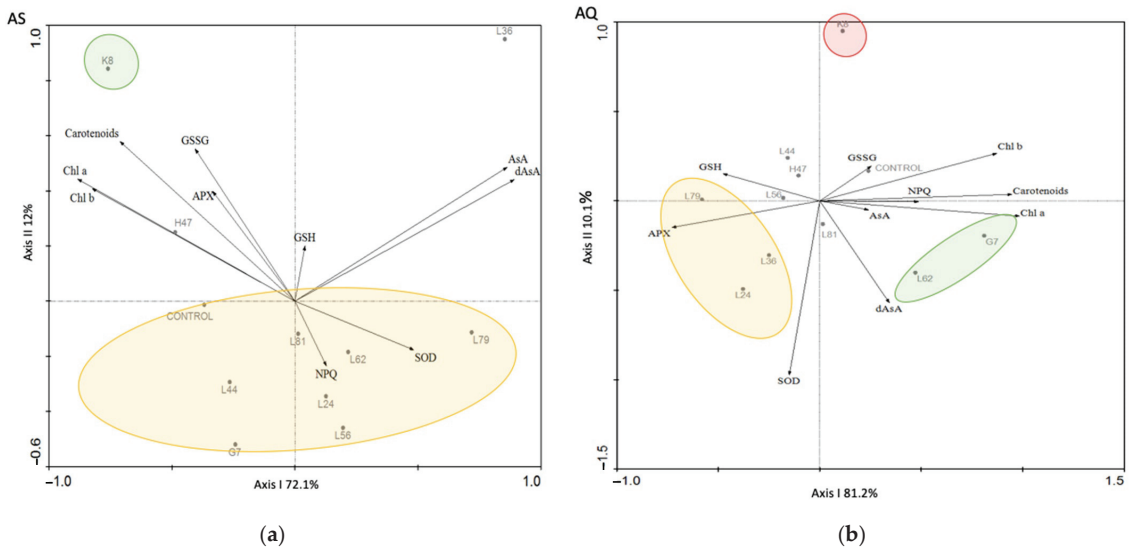 AS
1.0
L36
K8
Carotenoids
GSSG
AsA
dAsA
Chl a
Chl b
APX
H47
GSH
Axis II 12%
CONTROL
L81
L79
L62
SOD
NPQ
L44
L24
L56
G7
−0.6
−1.0
Axis I 72.1%
1.0
(a)
AQ
1.0
K8
Chl b
L44
GSSG
CONTROL
H47
GSH
NPQ
Carotenoids
L79
L56
AsA
Chl a
APX
L81
G7
Axis II 10.1%
L36
L62
L24
dAsA
SOD
−1.5
-1.0
Axis I 81.2%
1.5
(b)